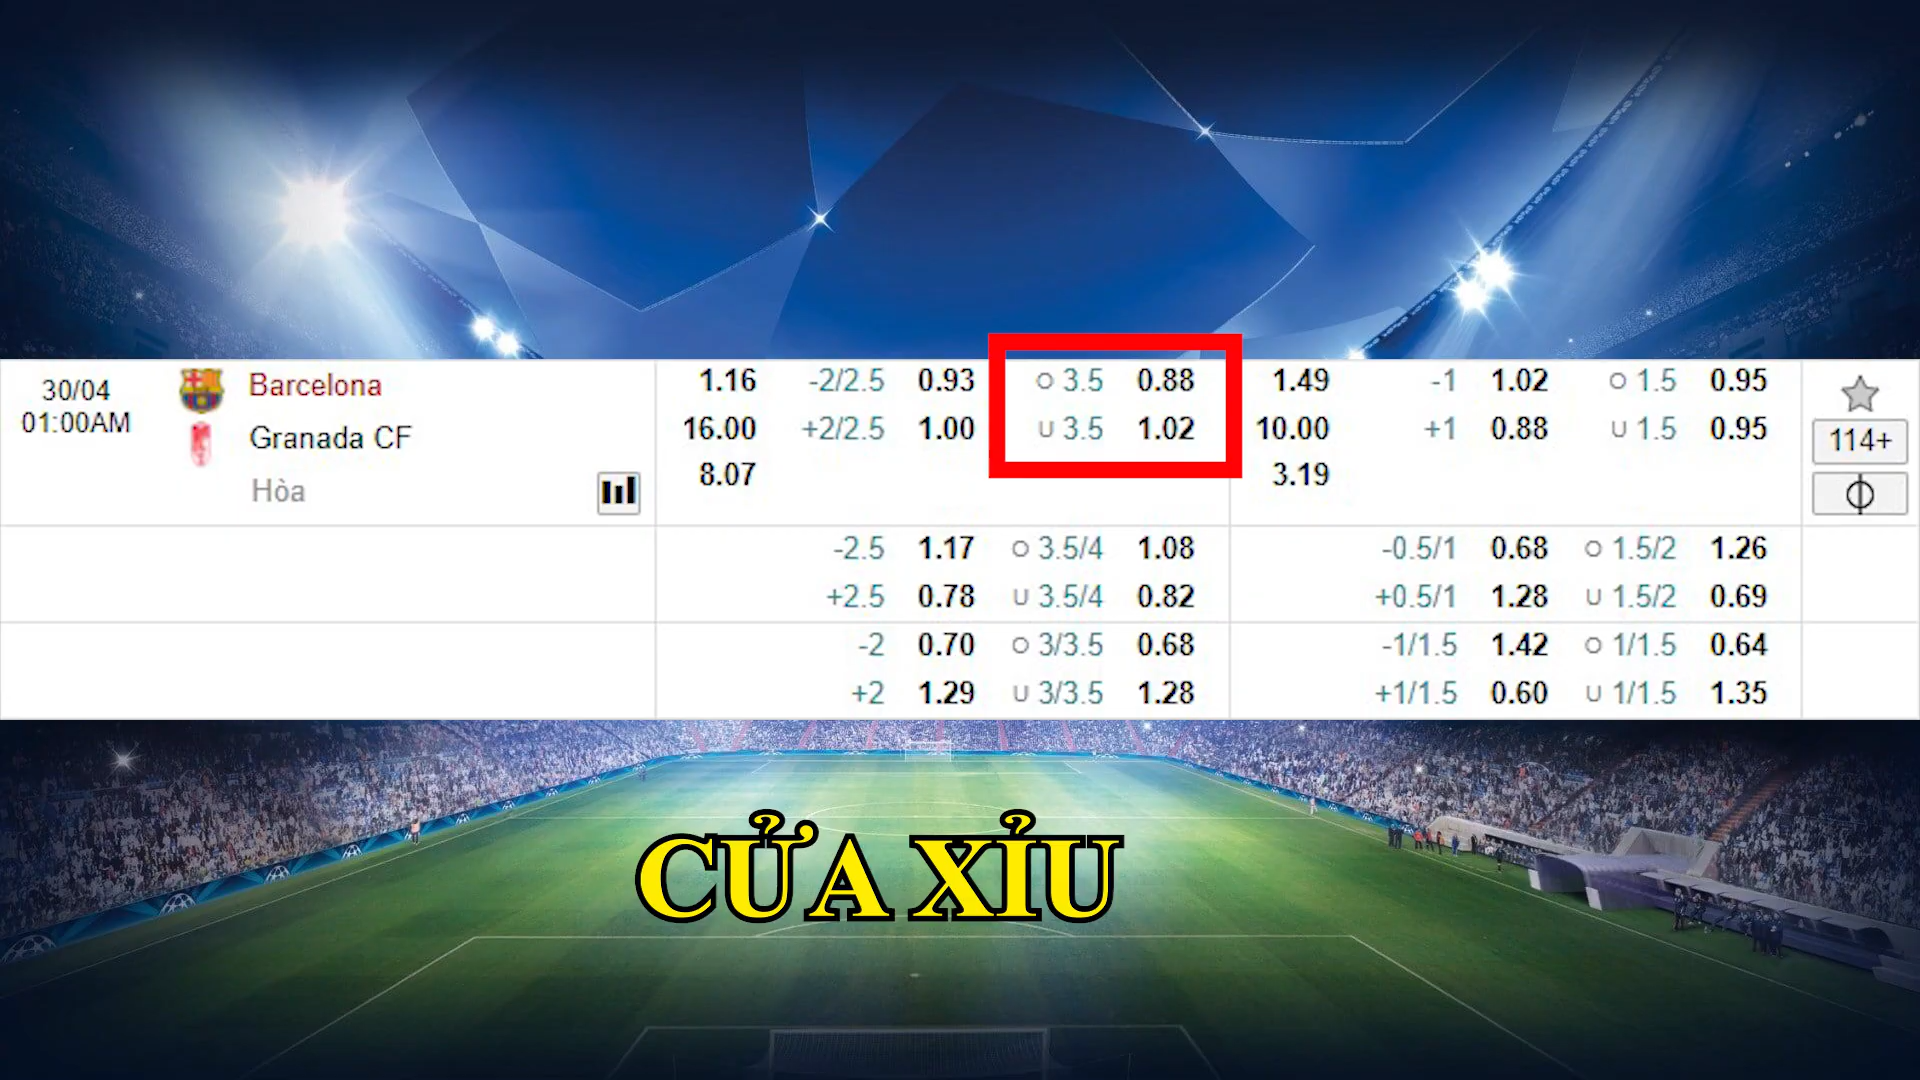 30/04
01:00AM
Barcelona
Granada CF
Hòa
1.16 -2/2.5 0.93 O 3.5 0.88 1.49 -1 1.02 O 1.5 0.95
16.00 +2/2.5 1.00 U 3.5 1.02 10.00 +1 0.88 U 1.5 0.95
8.07 3.19
114+
-2.5 1.17 O 3.5/4 1.08 -0.5/1 0.68 O 1.5/2 1.26
+2.5 0.78 U 3.5/4 0.82 +0.5/1 1.28 U 1.5/2 0.69
-2 0.70 O 3/3.5 0.68 -1/1.5 1.42 O 1/1.5 0.64
+2 1.29 U 3/3.5 1.28 +1/1.5 0.60 U 1/1.5 1.35
CỬA XỈU